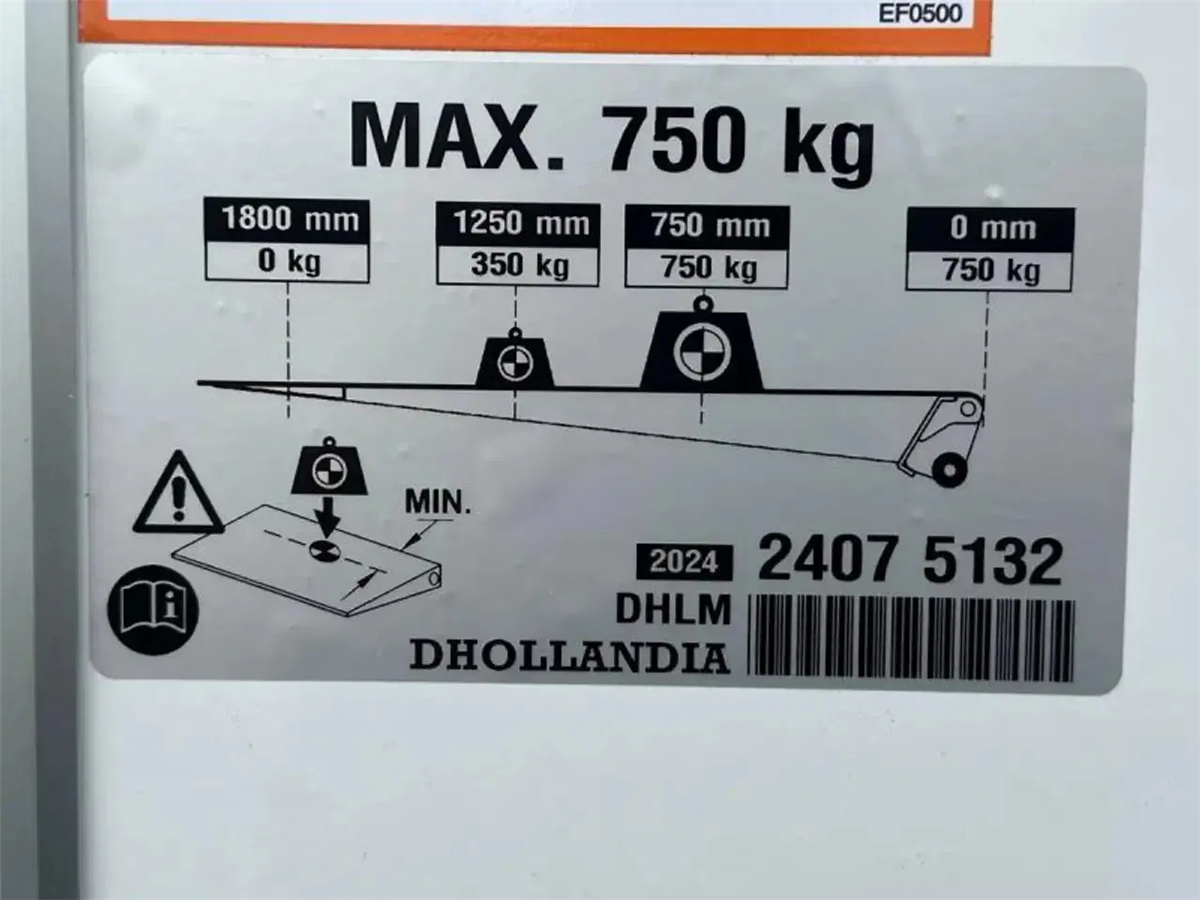 EF0500
MAX. 750 kg
1800 mm 1250 mm 750 mm 0 mm
0 kg 350 kg 750 kg 750 kg
MIN.
2024 2407 5132
DHLM
DHOLLANDIA